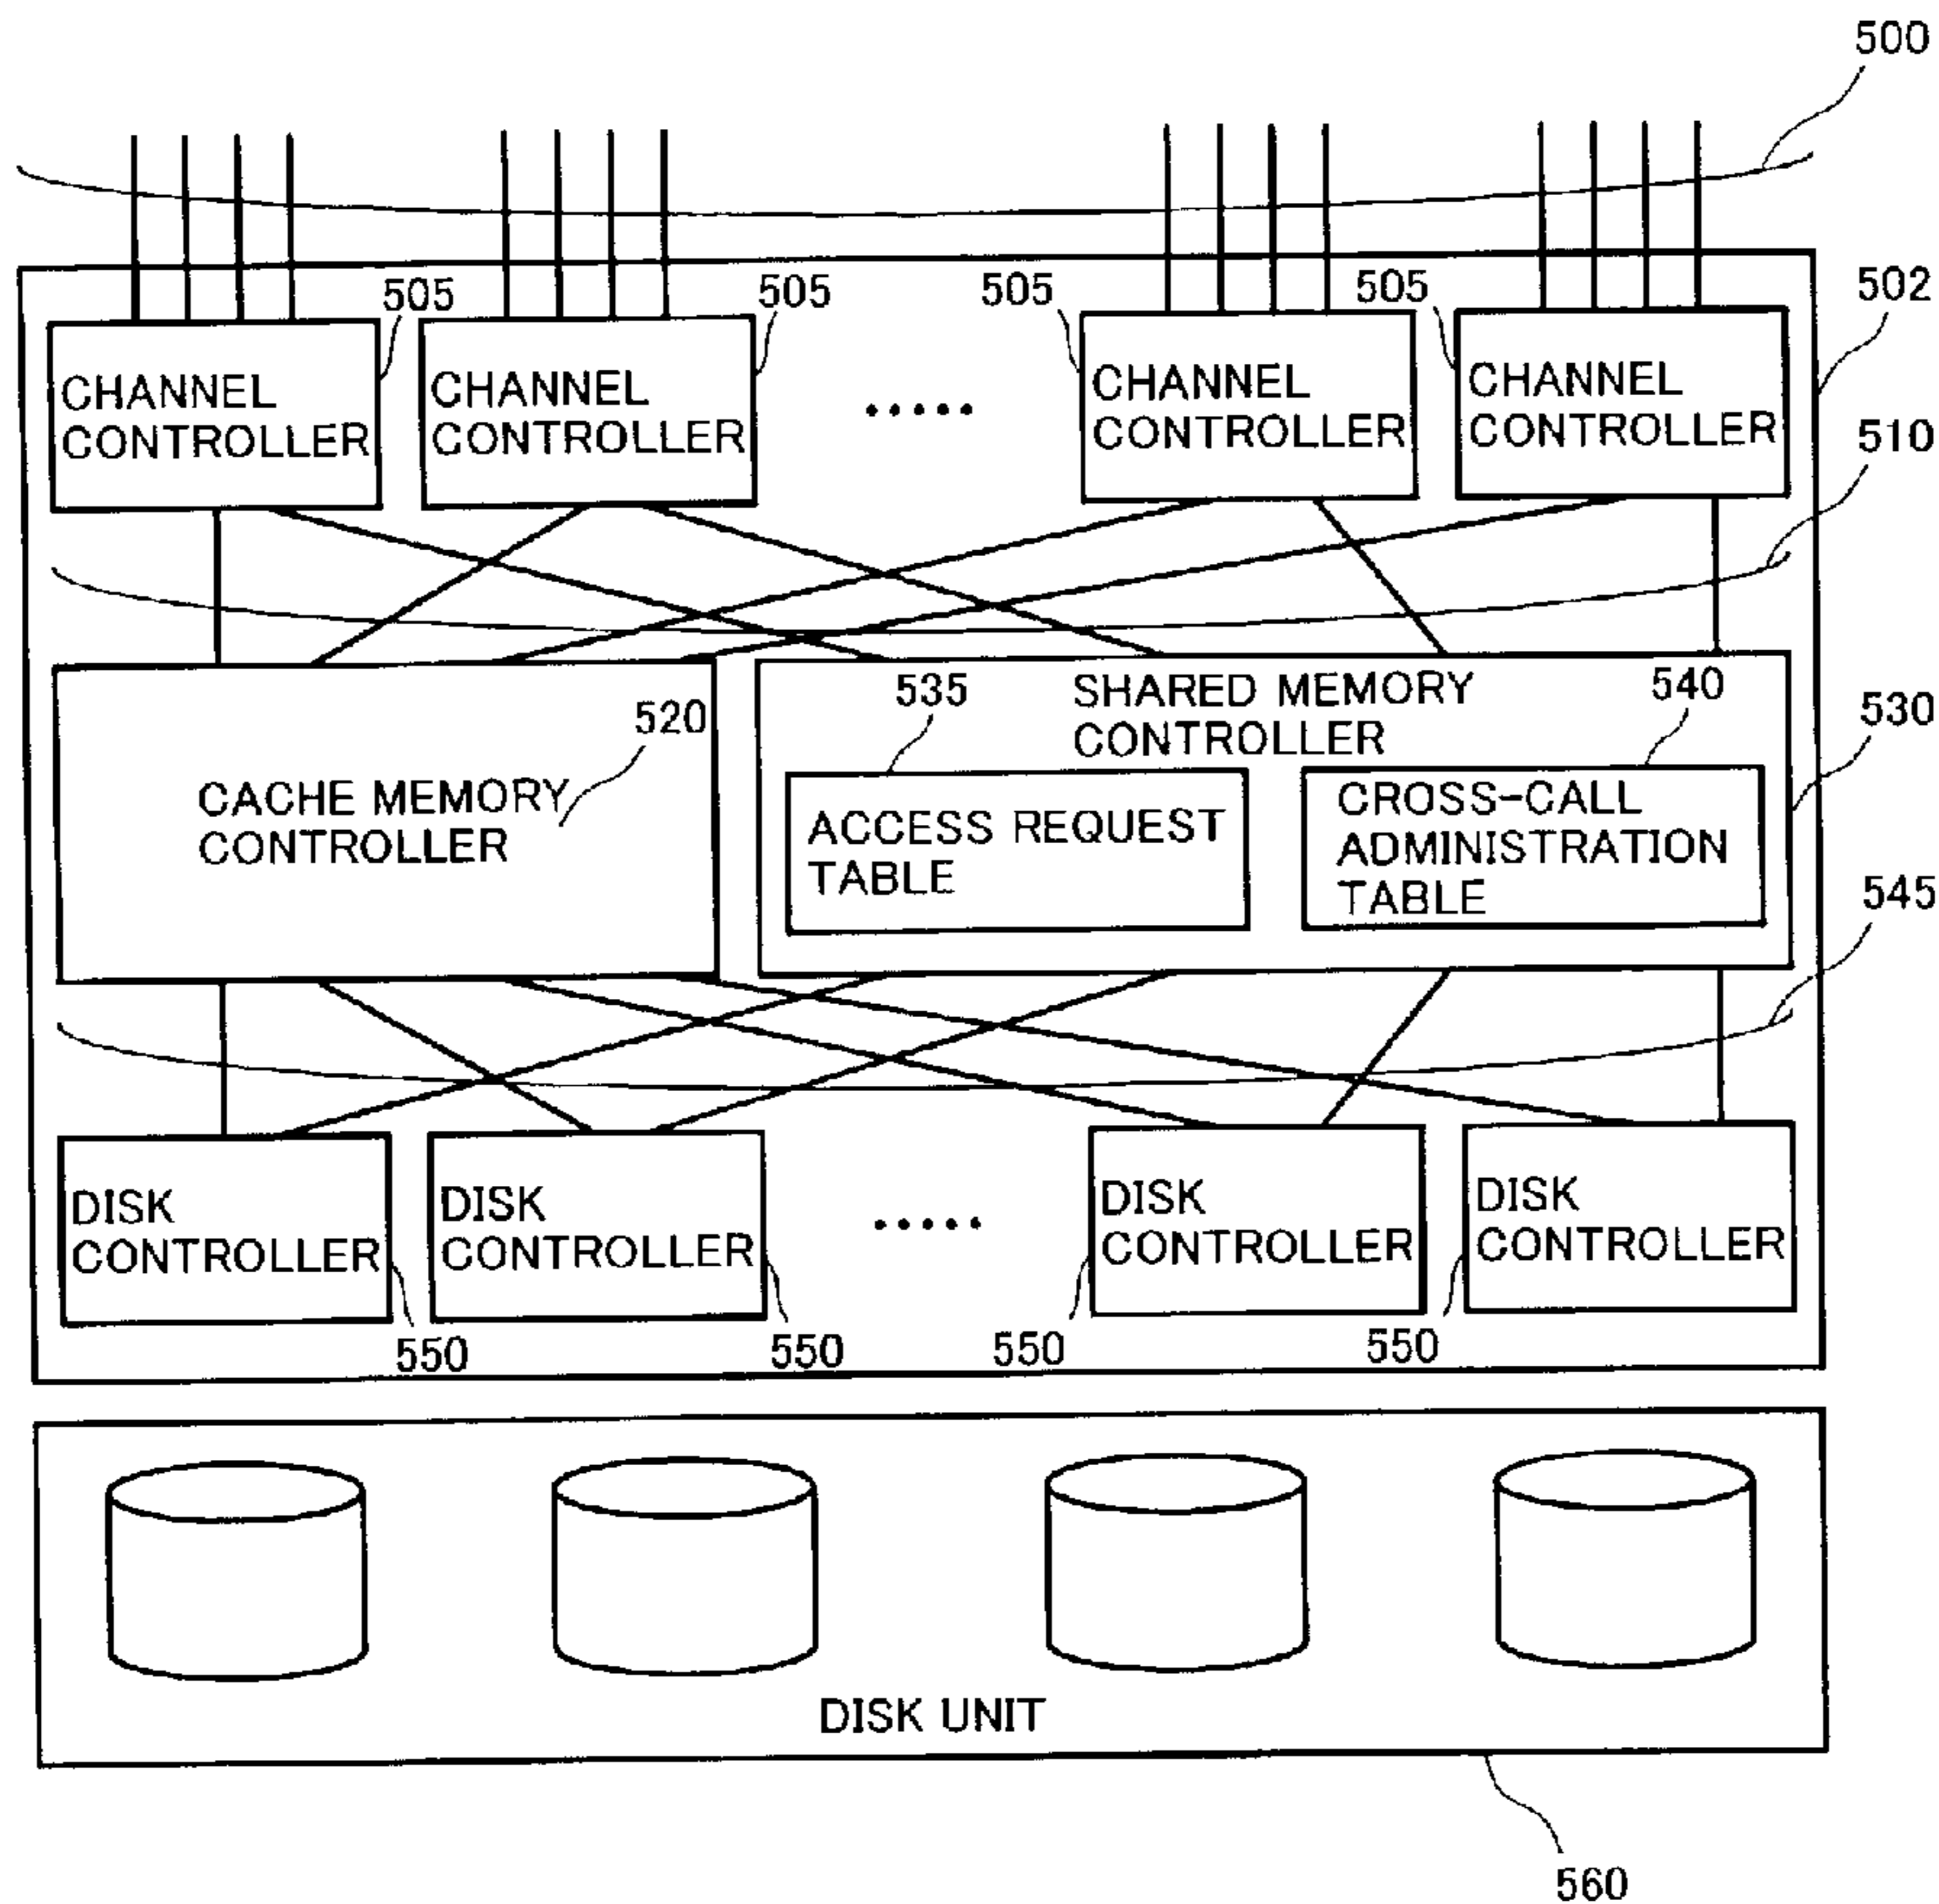 500
502
505
505
505
505
CHANNEL
CONTROLLER
CHANNEL
CONTROLLER
CHANNEL
CONTROLLER
CHANNEL
CONTROLLER
510
520
CACHE MEMORY
CONTROLLER
SHARED MEMORY
CONTROLLER
535
540
530
ACCESS REQUEST
TABLE
CROSS-CALL
ADMINISTRATION
TABLE
545
DISK
CONTROLLER
DISK
CONTROLLER
DISK
CONTROLLER
DISK
CONTROLLER
550
550
550
550
DISK UNIT
560